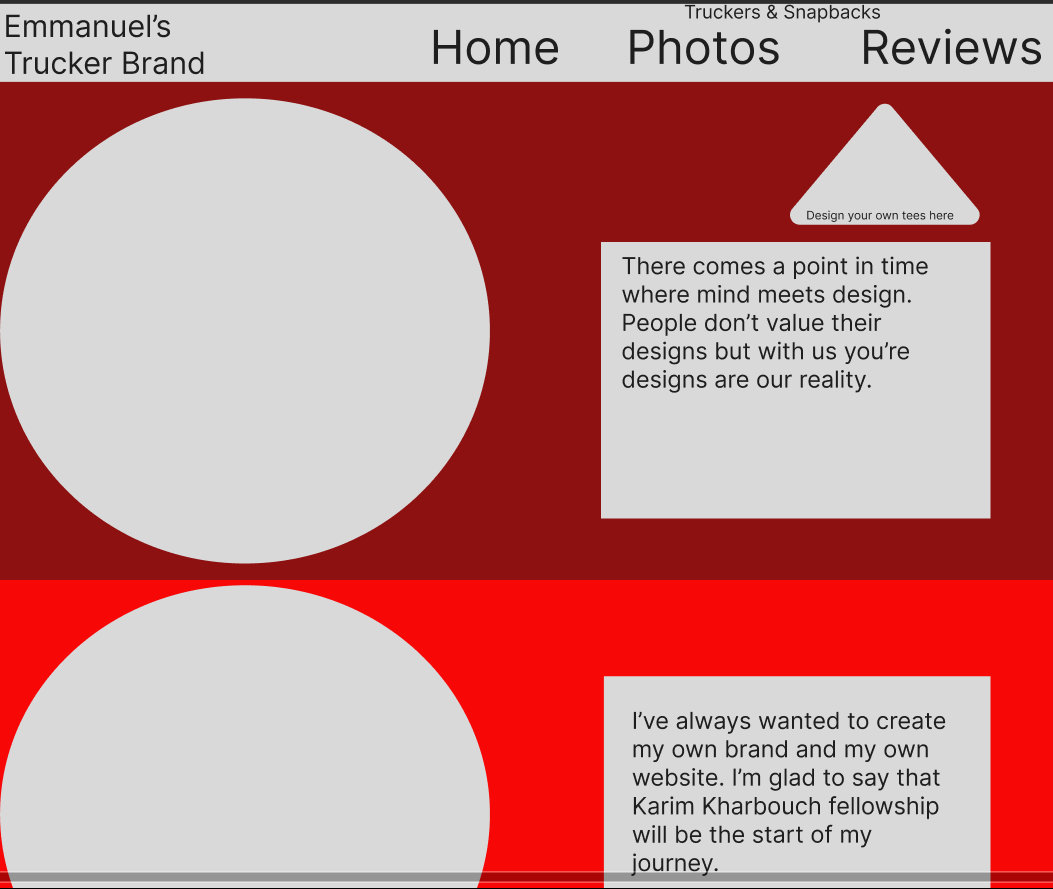 Emmanuel’s
Trucker Brand
Truckers & Snapbacks
Home Photos Reviews
Design your own tees here
There comes a point in time
where mind meets design.
People don’t value their
designs but with us you’re
designs are our reality.
I’ve always wanted to create
my own brand and my own
website. I’m glad to say that
Karim Kharbouch fellowship
will be the start of my
journey.